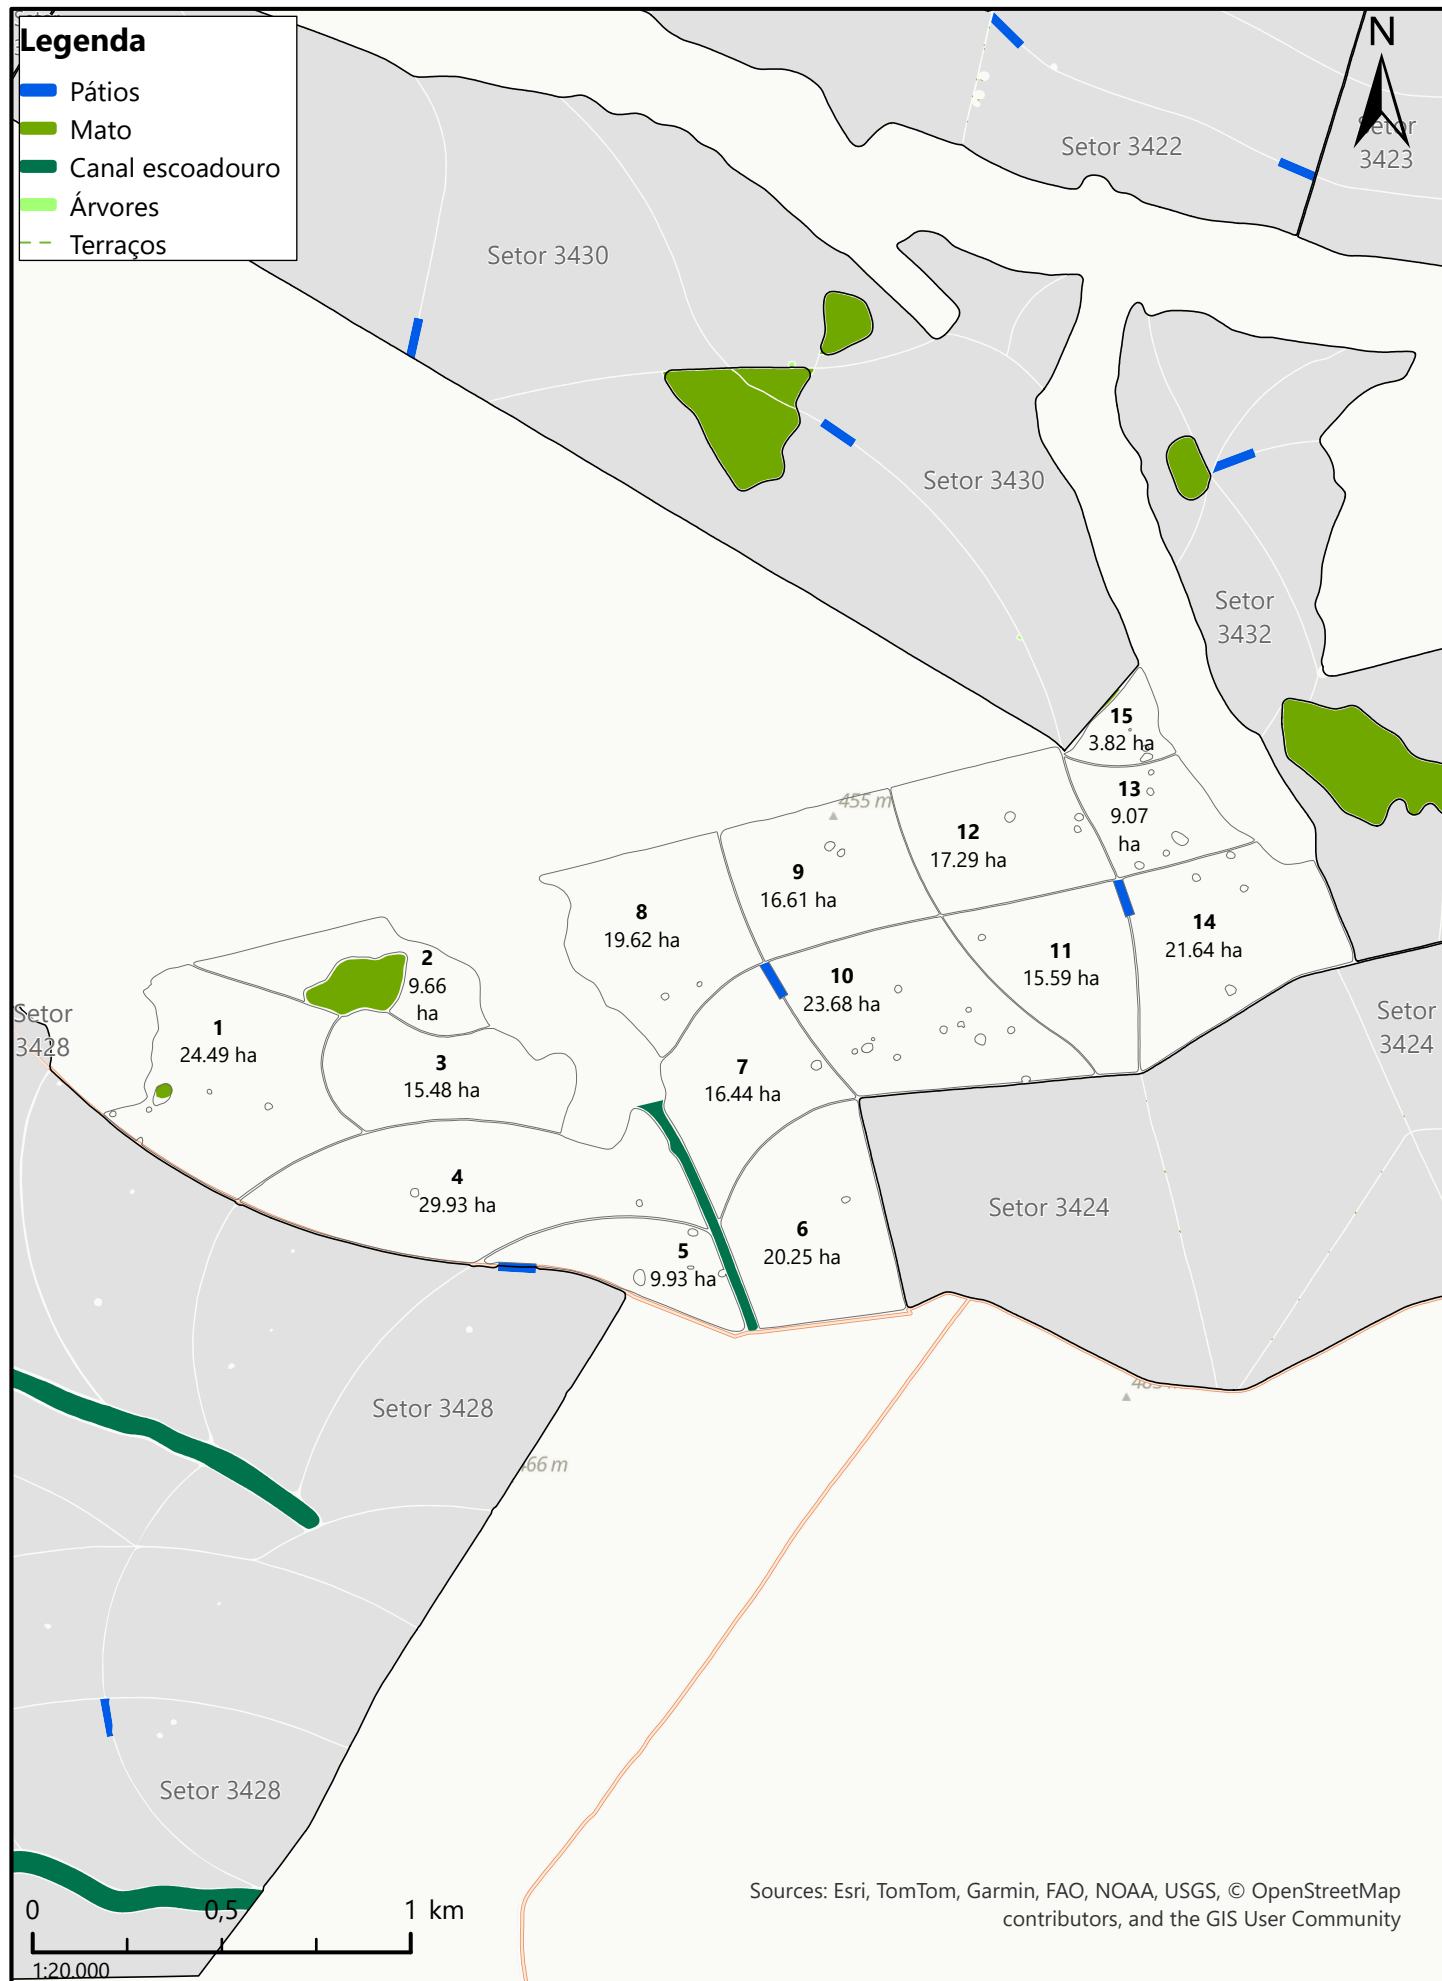 Legenda
Pátios
Mato
Canal escoadouro
Árvores
Terraços
N
Setor 3422
Setor
3423
Setor 3430
Setor 3430
Setor
3432
15
3.82 ha
13
9.07
ha
455 m
12
17.29 ha
9
16.61 ha
8
19.62 ha
14
21.64 ha
11
15.59 ha
10
23.68 ha
2
9.66
ha
1
24.49 ha
Setor
3428
Setor
3424
3
15.48 ha
7
16.44 ha
4
29.93 ha
Setor 3424
6
20.25 ha
5
9.93 ha
Setor 3428
66 m
Setor 3428
Sources: Esri, TomTom, Garmin, FAO, NOAA, USGS, © OpenStreetMap
contributors, and the GIS User Community
0 0,5 1 km
1:20.000